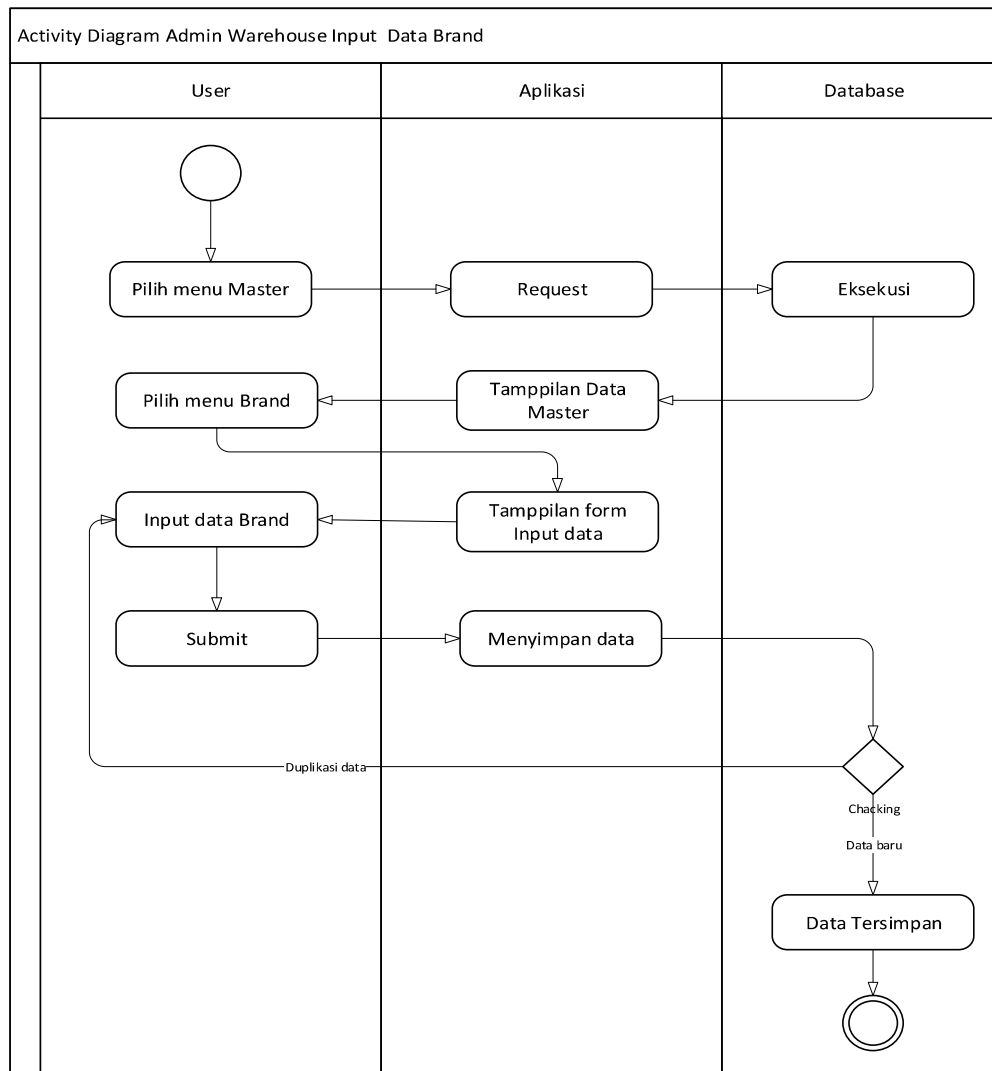 Activity Diagram Admin Warehouse Input  Data Brand
User
Aplikasi
Database
Pilih menu Master
Request
Eksekusi
Pilih menu Brand
Tamppilan Data
Master
Input data Brand
Tamppilan form
Input data
Submit
Menyimpan data
Duplikasi data
Chacking
Data baru
Data Tersimpan